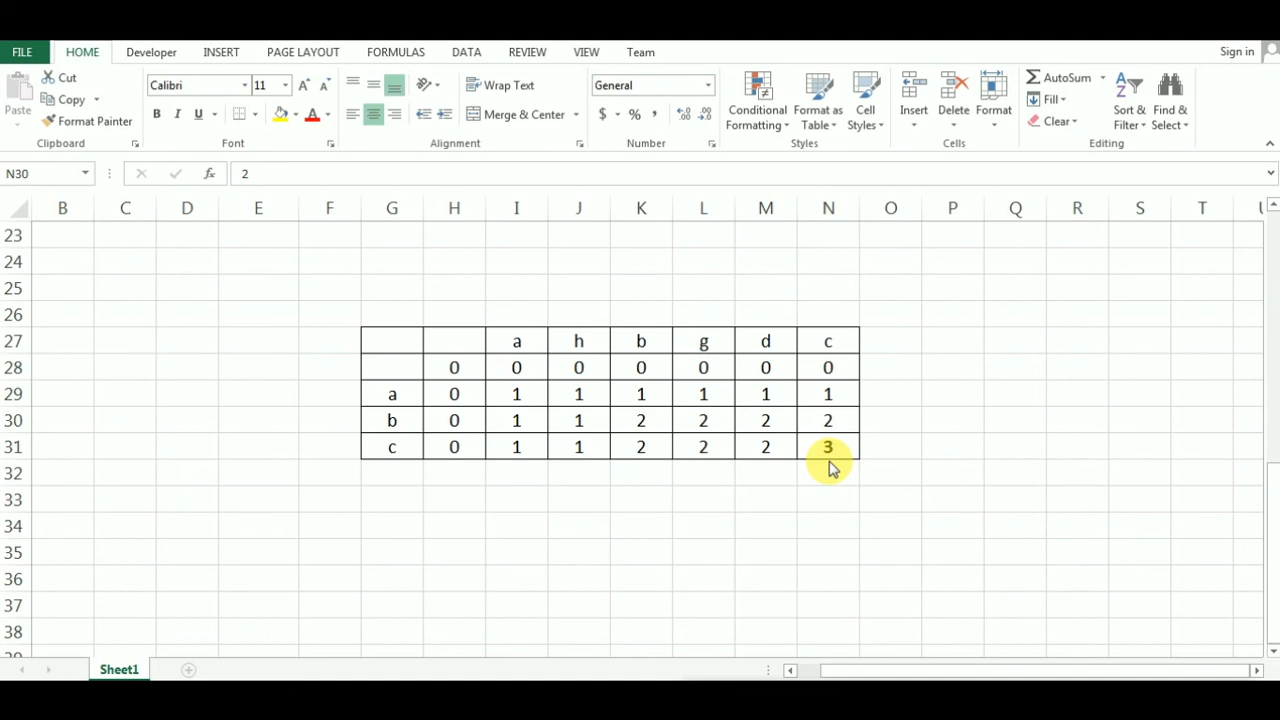 FILE HOME Developer INSERT PAGE LAYOUT FORMULAS DATA REVIEW VIEW Team Sign in
Paste
Cut
Copy
Format Painter
Clipboard
Calibri 11 A A
B I U A
Font
Wrap Text
Merge & Center
Alignment
General
$ % , .0 .00 .00 .0
Number
Conditional Formatting
Format as Table
Cell Styles
Styles
Insert
Delete
Format
Cells
AutoSum
Fill
Clear
Sort & Filter
Find & Select
Editing
N30 fx 2
B C D E F G H I J K L M N O P Q R S T
23
24
25
26
27 a h b g d c
28 0 0 0 0 0 0 0
29 a 0 1 1 1 1 1 1
30 b 0 1 1 2 2 2 2
31 c 0 1 1 2 2 2 3
32
33
34
35
36
37
38
Sheet1